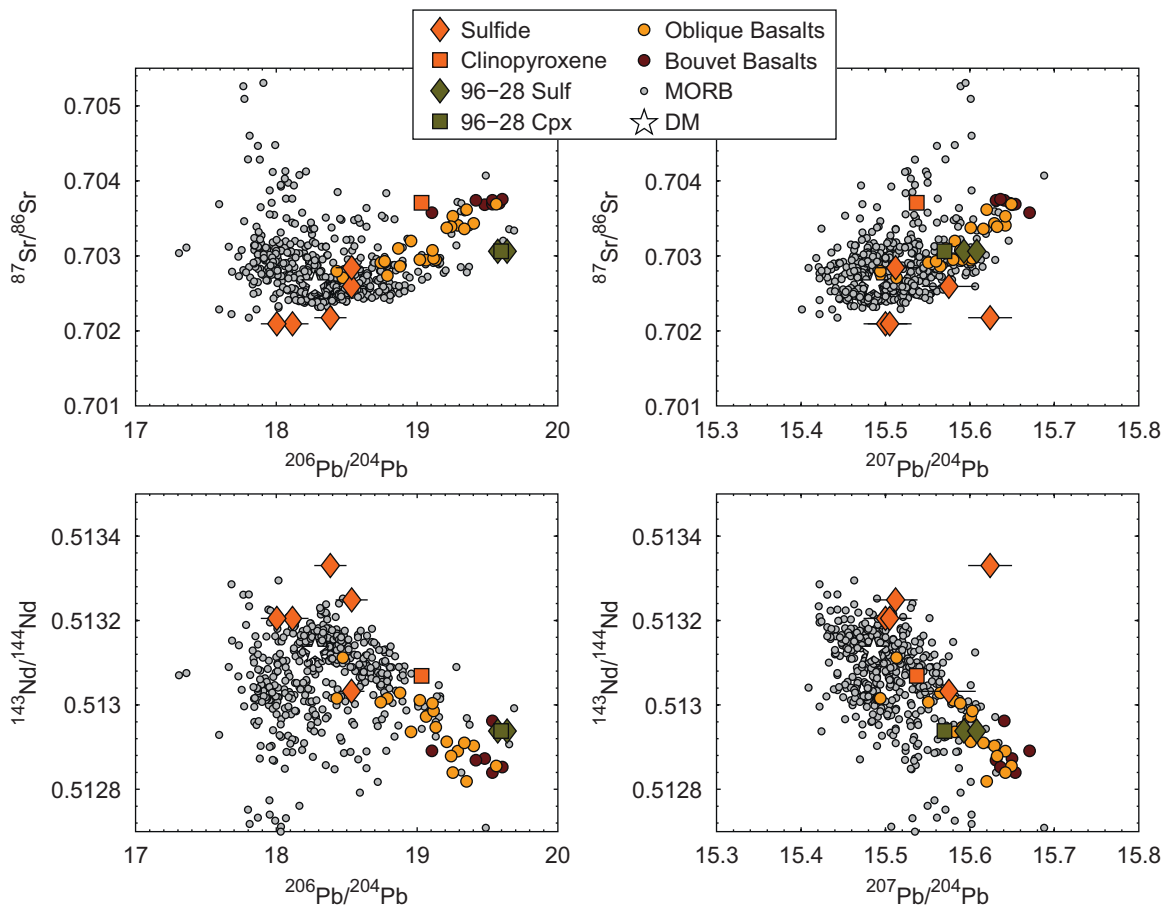 Sulfide
Clinopyroxene
96−28 Sulf
96−28 Cpx
Oblique Basalts
Bouvet Basalts
MORB
DM
87Sr/86Sr
0.705
0.704
0.703
0.702
0.701
17
18
19
20
206Pb/204Pb
87Sr/86Sr
0.705
0.704
0.703
0.702
0.701
15.3
15.4
15.5
15.6
15.7
15.8
207Pb/204Pb
143Nd/144Nd
0.5134
0.5132
0.513
0.5128
17
18
19
20
206Pb/204Pb
143Nd/144Nd
0.5134
0.5132
0.513
0.5128
15.3
15.4
15.5
15.6
15.7
15.8
207Pb/204Pb